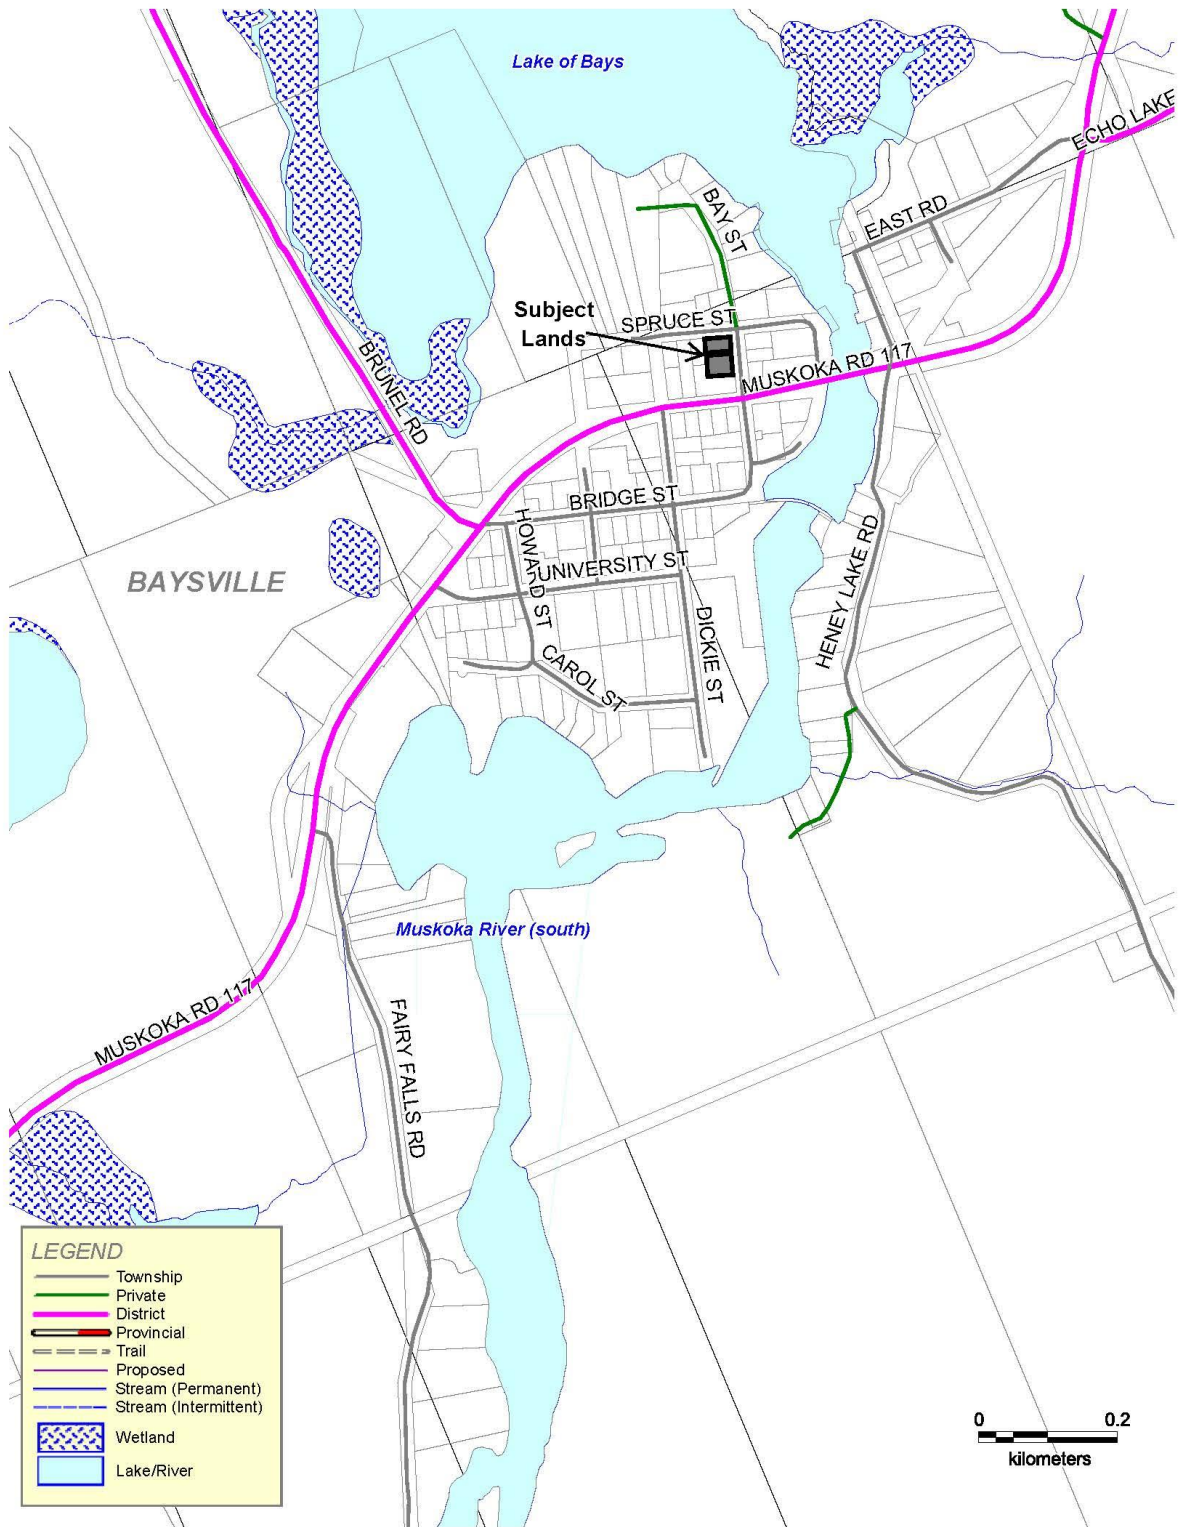 Lake of Bays
ECHO LAKE
BAY ST
EAST RD
Subject
Lands
SPRUCE ST
BRUNEL RD
MUSKOKA RD 117
BRIDGE ST
HOWARD ST
UNIVERSITY ST
BAYSVILLE
HENEY LAKE RD
DICKIE ST
CAROL ST
Muskoka River (south)
MUSKOKA RD 117
FAIRY FALLS RD
LEGEND
Township
Private
District
Provincial
Trail
Proposed
Stream (Permanent)
Stream (Intermittent)
Wetland
Lake/River
0 0.2
kilometers